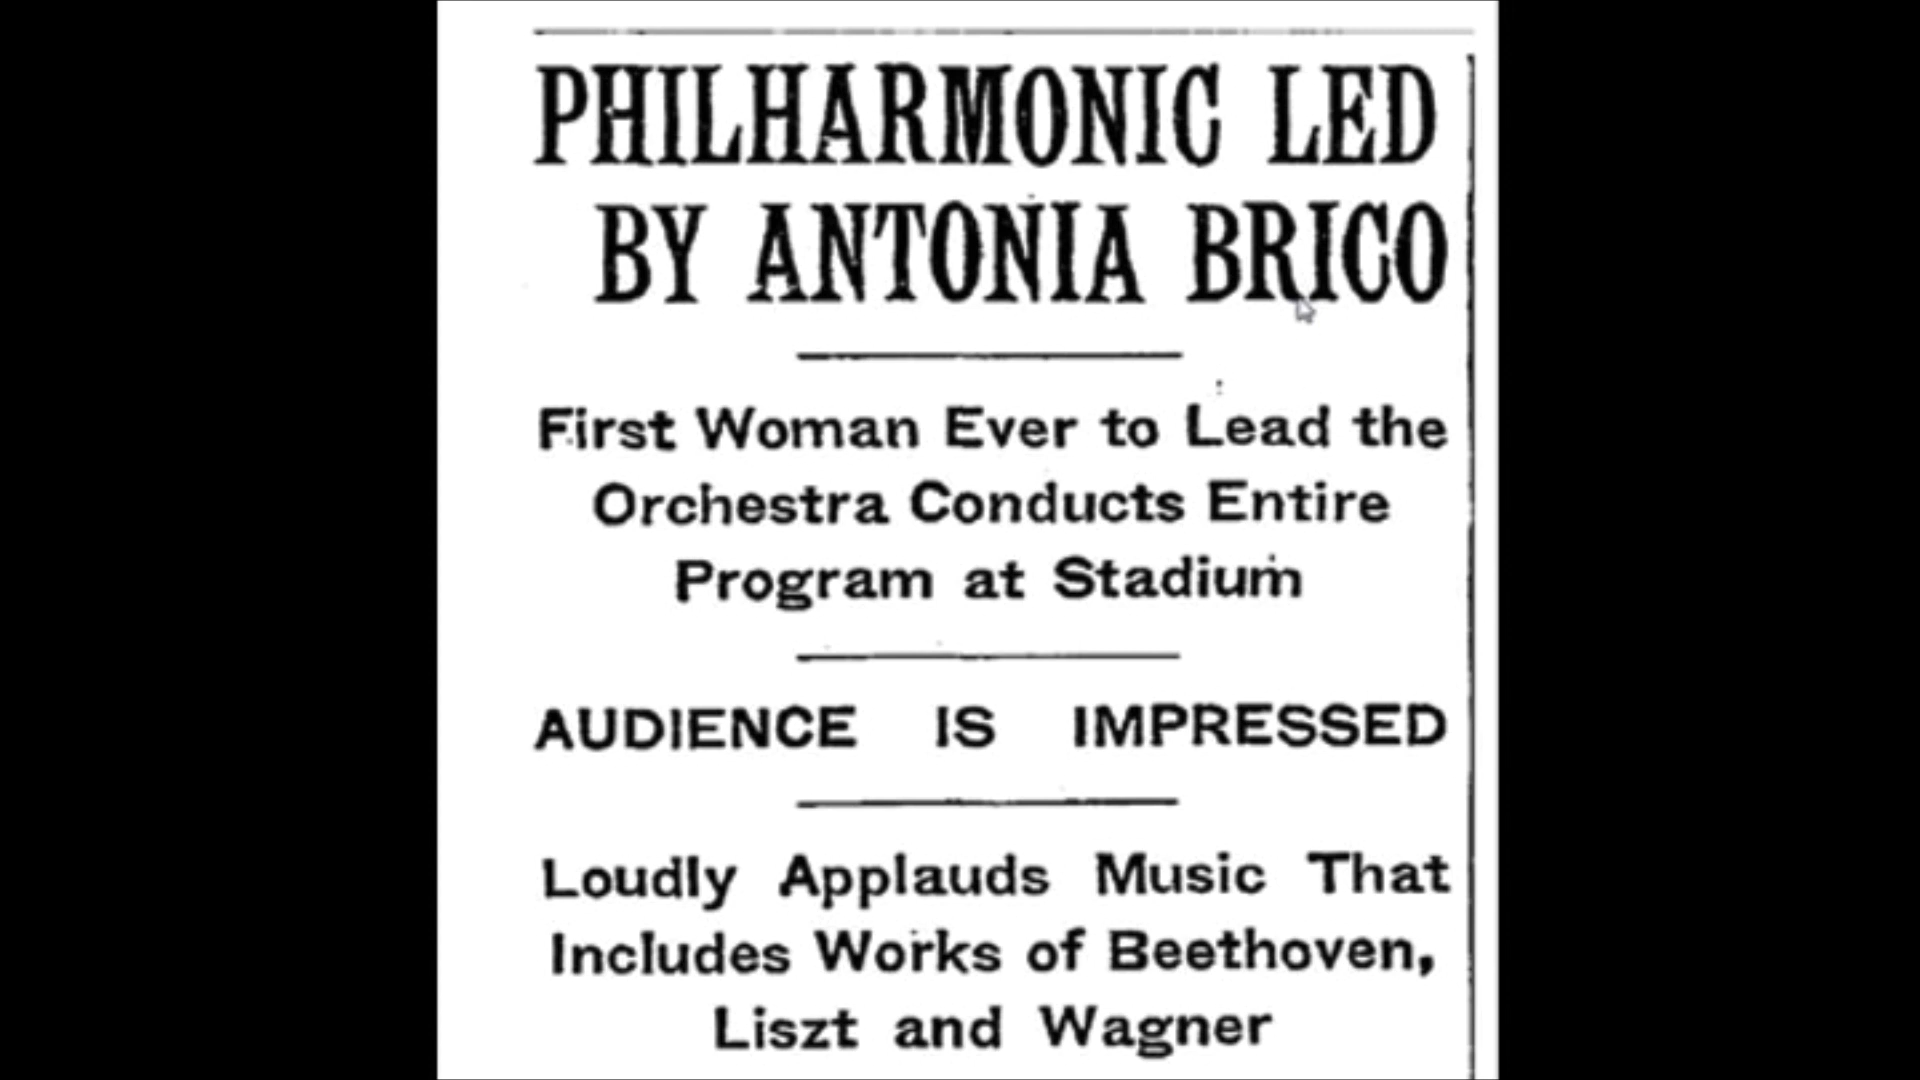 PHILHARMONIC LED
BY ANTONIA BRICO
First Woman Ever to Lead the
Orchestra Conducts Entire
Program at Stadium
AUDIENCE IS IMPRESSED
Loudly Applauds Music That
Includes Works of Beethoven,
Liszt and Wagner